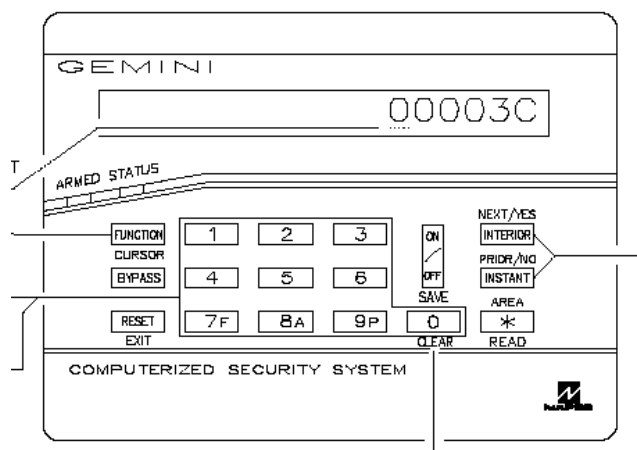 GEMINI
00003C
T
ARMED STATUS
NEXT/YES
FUNCTION 1 2 3 ON INTERIOR
CURSOR PRIOR/NO
BYPASS 4 5 6 OFF INSTANT
SAVE AREA
RESET 7F 8A 9P 0 *
EXIT CLEAR READ
COMPUTERIZED SECURITY SYSTEM